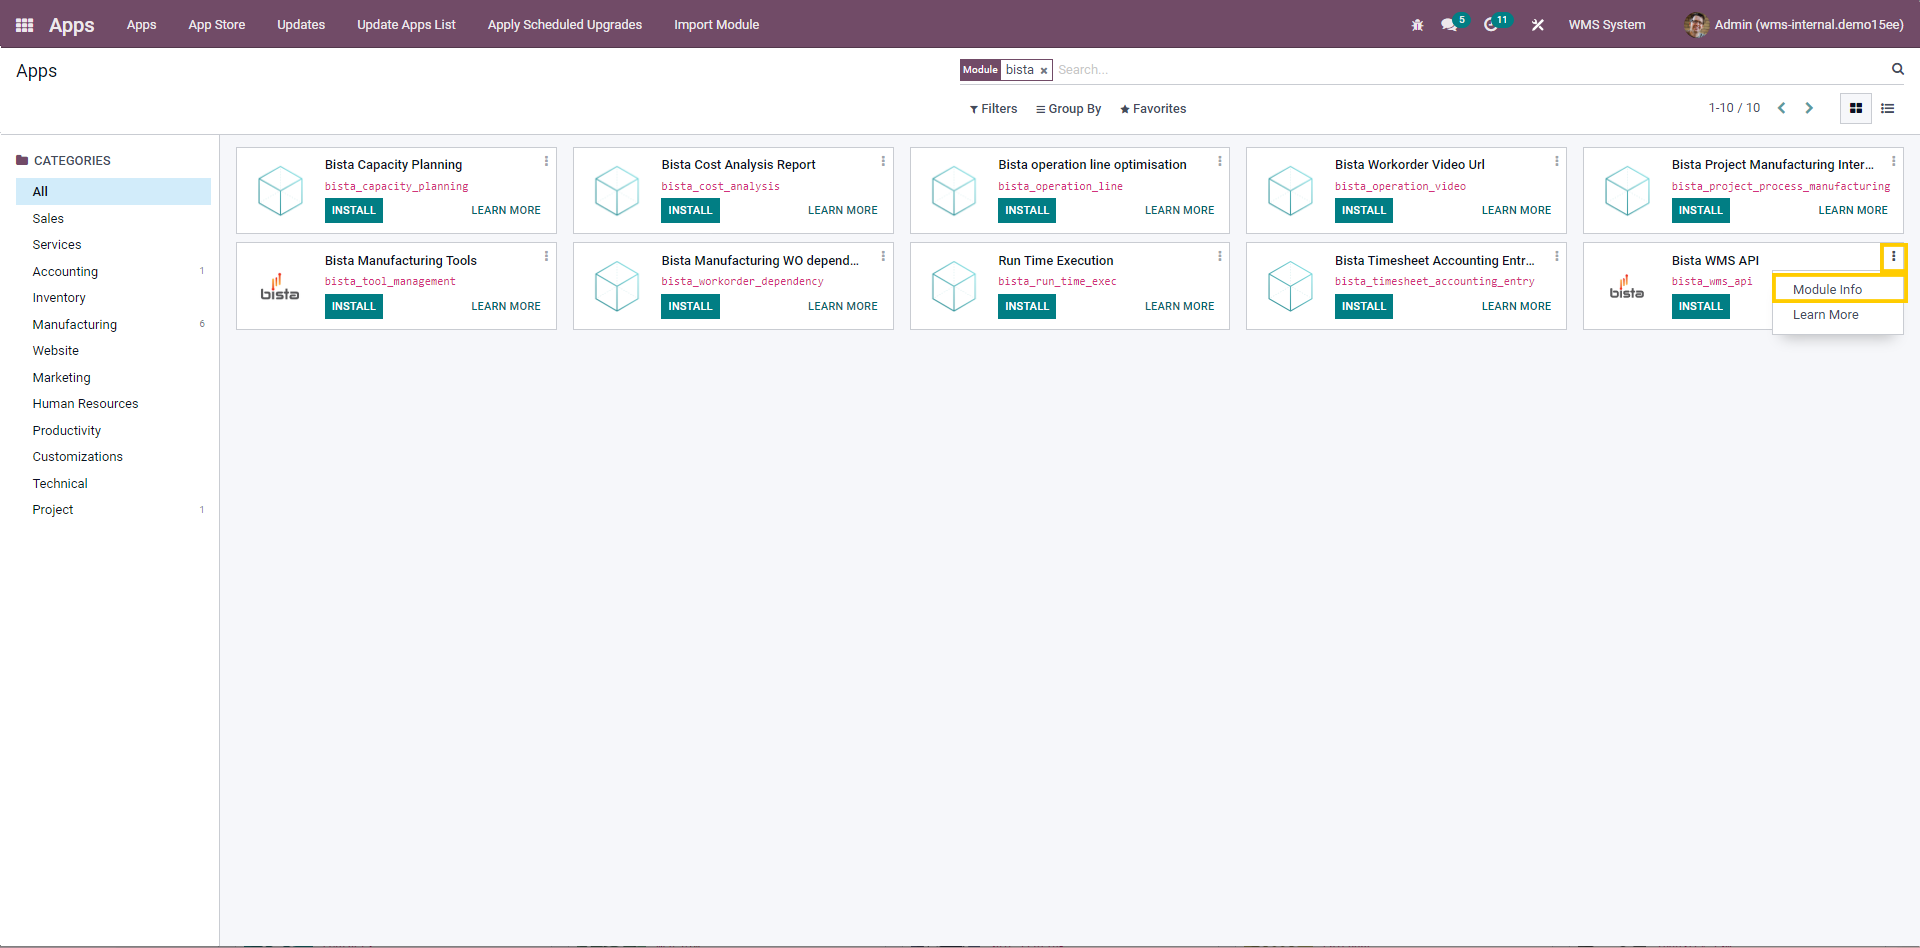 Apps Apps App Store Updates Update Apps List Apply Scheduled Upgrades Import Module 5 11 WMS System Admin (wms-internal.demo15ee)
Apps
Module bista × Search...
Filters Group By Favorites 1-10 / 10
CATEGORIES
All
Sales
Services
Accounting 1
Inventory
Manufacturing 6
Website
Marketing
Human Resources
Productivity
Customizations
Technical
Project 1
Bista Capacity Planning
bista_capacity_planning
INSTALL LEARN MORE
Bista Cost Analysis Report
bista_cost_analysis
INSTALL LEARN MORE
Bista operation line optimisation
bista_operation_line
INSTALL LEARN MORE
Bista Workorder Video Url
bista_operation_video
INSTALL LEARN MORE
Bista Project Manufacturing Inter...
bista_project_process_manufacturing
INSTALL LEARN MORE
bista
Bista Manufacturing Tools
bista_tool_management
INSTALL LEARN MORE
Bista Manufacturing WO depend...
bista_workorder_dependency
INSTALL LEARN MORE
Run Time Execution
bista_run_time_exec
INSTALL LEARN MORE
Bista Timesheet Accounting Entr...
bista_timesheet_accounting_entry
INSTALL LEARN MORE
bista
Bista WMS API
bista_wms_api
INSTALL
Module Info
Learn More